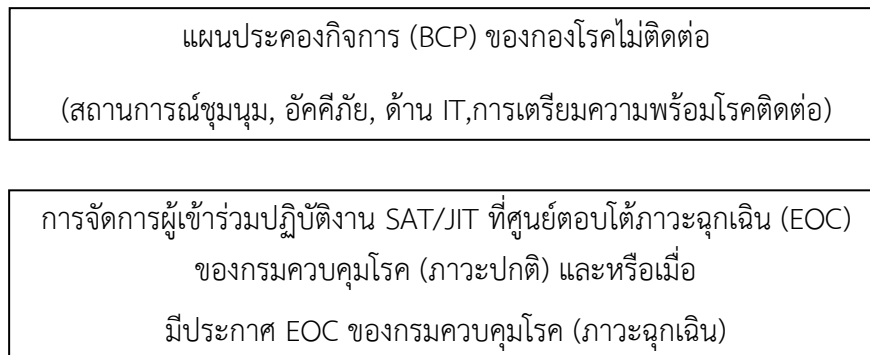 แผนประคองกิจการ (BCP) ของกองโรคไม่ติดต่อ
(สถานการณ์ชุมนุม, อัคคีภัย, ด้าน IT,การเตรียมความพร้อมโรคติดต่อ)
การจัดการผู้เข้าร่วมปฏิบัติงาน SAT/JIT ที่ศูนย์ตอบโต้ภาวะฉุกเฉิน (EOC)
ของกรมควบคุมโรค (ภาวะปกติ) และหรือเมื่อ
มีประกาศ EOC ของกรมควบคุมโรค (ภาวะฉุกเฉิน)